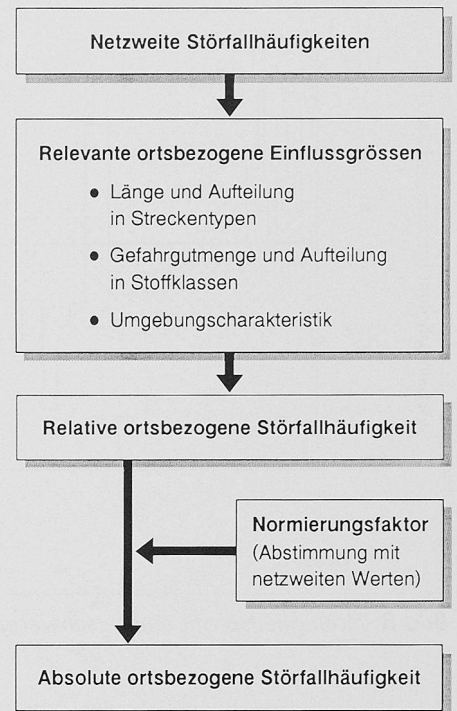 Netzweite Störfallhäufigkeiten
Relevante ortsbezogene Einflussgrössen
● Länge und Aufteilung
in Streckentypen
● Gefahrgutmenge und Aufteilung
in Stoffklassen
● Umgebungscharakteristik
Relative ortsbezogene Störfallhäufigkeit
Normierungsfaktor
(Abstimmung mit
netzweiten Werten)
Absolute ortsbezogene Störfallhäufigkeit